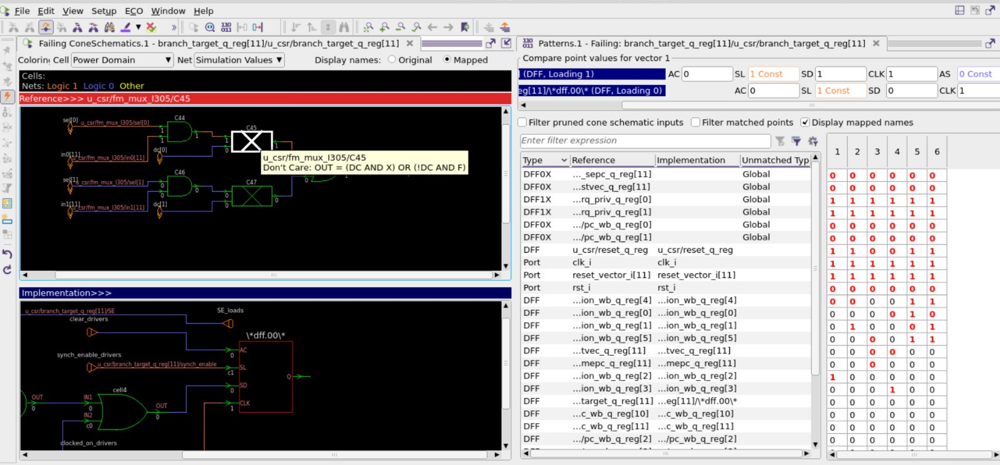 File Edit View Setup ECO Window Help
Failing ConeSchematics.1 - branch_target_q_reg[11]/u_csr/branch_target_q_reg[11]
Colorin Cell Power Domain Net Simulation Values Display names: Original Mapped
Cells:
Nets: Logic 1 Logic 0 Other
Reference>>> u_csr/fm_mux_I305/C45
sel[0] u_csr/fm_mux_I305/sel[0] 1 1 C44 1 1 0 C45 1
in0[11] u_csr/fm_mux_I305/in0[11] dc[0]
u_csr/fm_mux_I305/C45
Don't Care: OUT = (DC AND X) OR (!DC AND F)
sel[1] u_csr/fm_mux_I305/sel[1] 0 0 C46 0 0 0 C47 0 0 1
in1[11] u_csr/fm_mux_I305/in1[11] dc[1]
Implementation>>>
u_csr/branch_target_q_reg[11]/SE SE_loads
clear_drivers
\*dff.00\*
AC 0
synch_enable_drivers
u_csr/branch_target_q_reg[11]/synch_enable SL c1
Q
SD 0
cell4
OUT 0 IN1 0 OUT 0 CLK 1
IN2 c0
clocked_on_drivers
Patterns.1 - Failing: branch_target_q_reg[11]/u_csr/branch_target_q_reg[11]
Compare point values for vector 1
] (DFF, Loading 1) AC 0 SL 1 Const SD 1 CLK 1 AS 0 Const
eg[11]/\*dff.00\* (DFF, Loading 0) AC 0 SL 1 Const SD 0 CLK 1
Filter pruned cone schematic inputs Filter matched points Display mapped names
Enter filter expression
Type Reference Implementation Unmatched Typ 1 2 3 4 5 6
DFF0X ..._sepc_q_reg[11] Global 0 0 0 0 0 0
DFF0X ...stvec_q_reg[11] Global 0 0 0 0 0 0
DFF1X ...rq_priv_q_reg[0] Global 1 1 1 1 1 1
DFF1X ...rq_priv_q_reg[1] Global 1 1 1 1 1 1
DFF0X .../pc_wb_q_reg[0] Global 0 0 0 0 0 0
DFF0X .../pc_wb_q_reg[1] Global 0 0 0 0 0 0
DFF u_csr/reset_q_reg u_csr/reset_q_reg 1 1 0 0 1 1
Port clk_i clk_i 1 1 1 1 1 1
Port reset_vector_i[11] reset_vector_i[11] 1 1 1 1 1 1
Port rst_i rst_i 0 0 0 0 0 0
DFF ...ion_wb_q_reg[4] ...ion_wb_q_reg[4] 0 0 0 0 1 1
DFF ...ion_wb_q_reg[0] ...ion_wb_q_reg[0] 0 0 0 0 1 0
DFF ...ion_wb_q_reg[1] ...ion_wb_q_reg[1] 0 1 0 0 0 1
DFF ...ion_wb_q_reg[5] ...ion_wb_q_reg[5] 0 0 0 0 1 1
DFF ...tvec_q_reg[11] ...tvec_q_reg[11] 0 0 0 0 0 0
DFF ...mepc_q_reg[11] ...mepc_q_reg[11] 0 0 0 0 0 0
DFF ...ion_wb_q_reg[2] ...ion_wb_q_reg[2] 1 0 0 0 0 0
DFF ...ion_wb_q_reg[3] ...ion_wb_q_reg[3] 0 0 0 1 0 0
DFF ...target_q_reg[11] ...eg[11]/\*dff.00\* 0 0 0 0 0 0
DFF ...c_wb_q_reg[10] ...c_wb_q_reg[10] 0 0 0 0 0 0
DFF ...c_wb_q_reg[11] ...c_wb_q_reg[11] 0 0 0 0 0 0
DFF .../pc_wb_q_reg[2] .../pc_wb_q_reg[2] 0 0 0 0 0 0